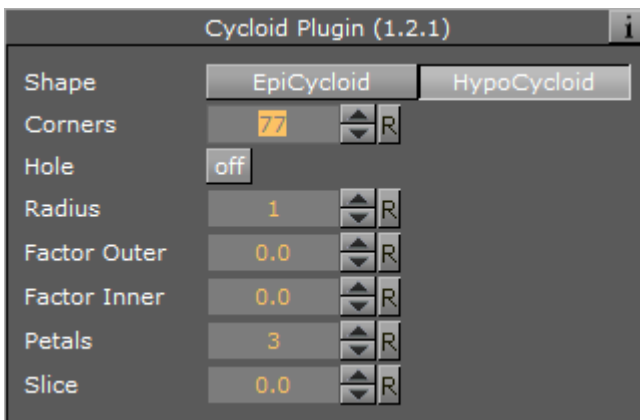 Cycloid Plugin (1.2.1) i
Shape EpiCycloid HypoCycloid
Corners 77 R
Hole off
Radius 1 R
Factor Outer 0.0 R
Factor Inner 0.0 R
Petals 3 R
Slice 0.0 R